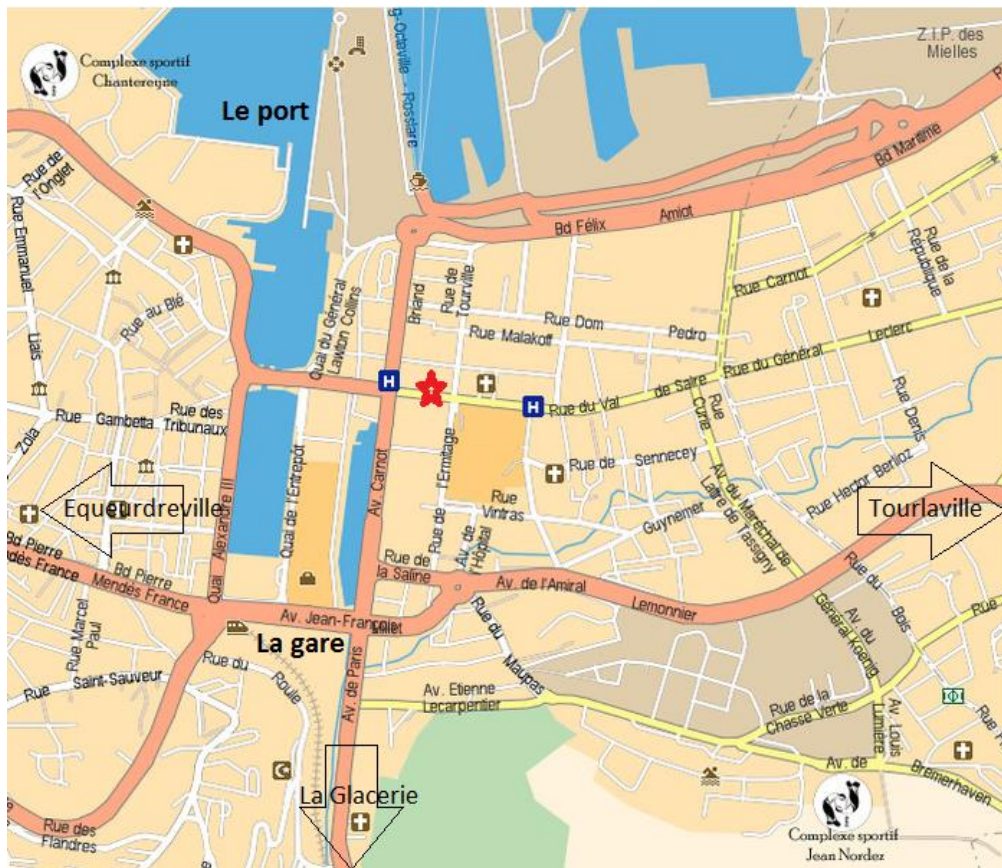 Z.I.P. des
Mielles
Complexe sportif
Chantereyne
Le port
g-Octaville - Rosslare
Bd Maritime
Rue de
l'Onglet
Rue Emmanuel
Liais
Bd Félix
Amiot
Rue de la
République
Rue Carnot
Quai du Général
Lawton Collins
Briand
Rue de
Tourville
Rue au Blé
Rue Dom
Pedro
Rue Malakoff
Leclerc
Rue du Général
H
H
de Saire
Rue du Val
Rue
Curie
Rue des
Tribunaux
Rue Gambetta
Zola
Rue Denis
Rue de Sennecey
Rue de l'Ermitage
Av. Carnot
Quai de l'Entrepôt
Quai Alexandre III
Rue
Vintras
Guynemer
Av. du Maréchal de
Lattre de Tassigny
Rue Hector Berlioz
Equeurdreville
Tourlaville
Av. de
l'Hôpital
Bd Pierre
Mendès France
Bd Pierre
Mendès France
Rue de
la Saline
Av. de l'Amiral
Lemonnier
Av. Jean-François
Millet
Rue du
Bois
Général Koenig
Av. du
La gare
Rue Marcel
Paul
Rue du
Roule
Rue
Rue du
Maupas
Rue Saint-Sauveur
Av. de Paris
Av. Etienne
Lecarpentier
Rue de la
Chasse Verte
Av. Louis
Lumière
La Glacerie
Av. de
Bremerhaven
Rue des
Flandres
Complexe sportif
Jean Nordez